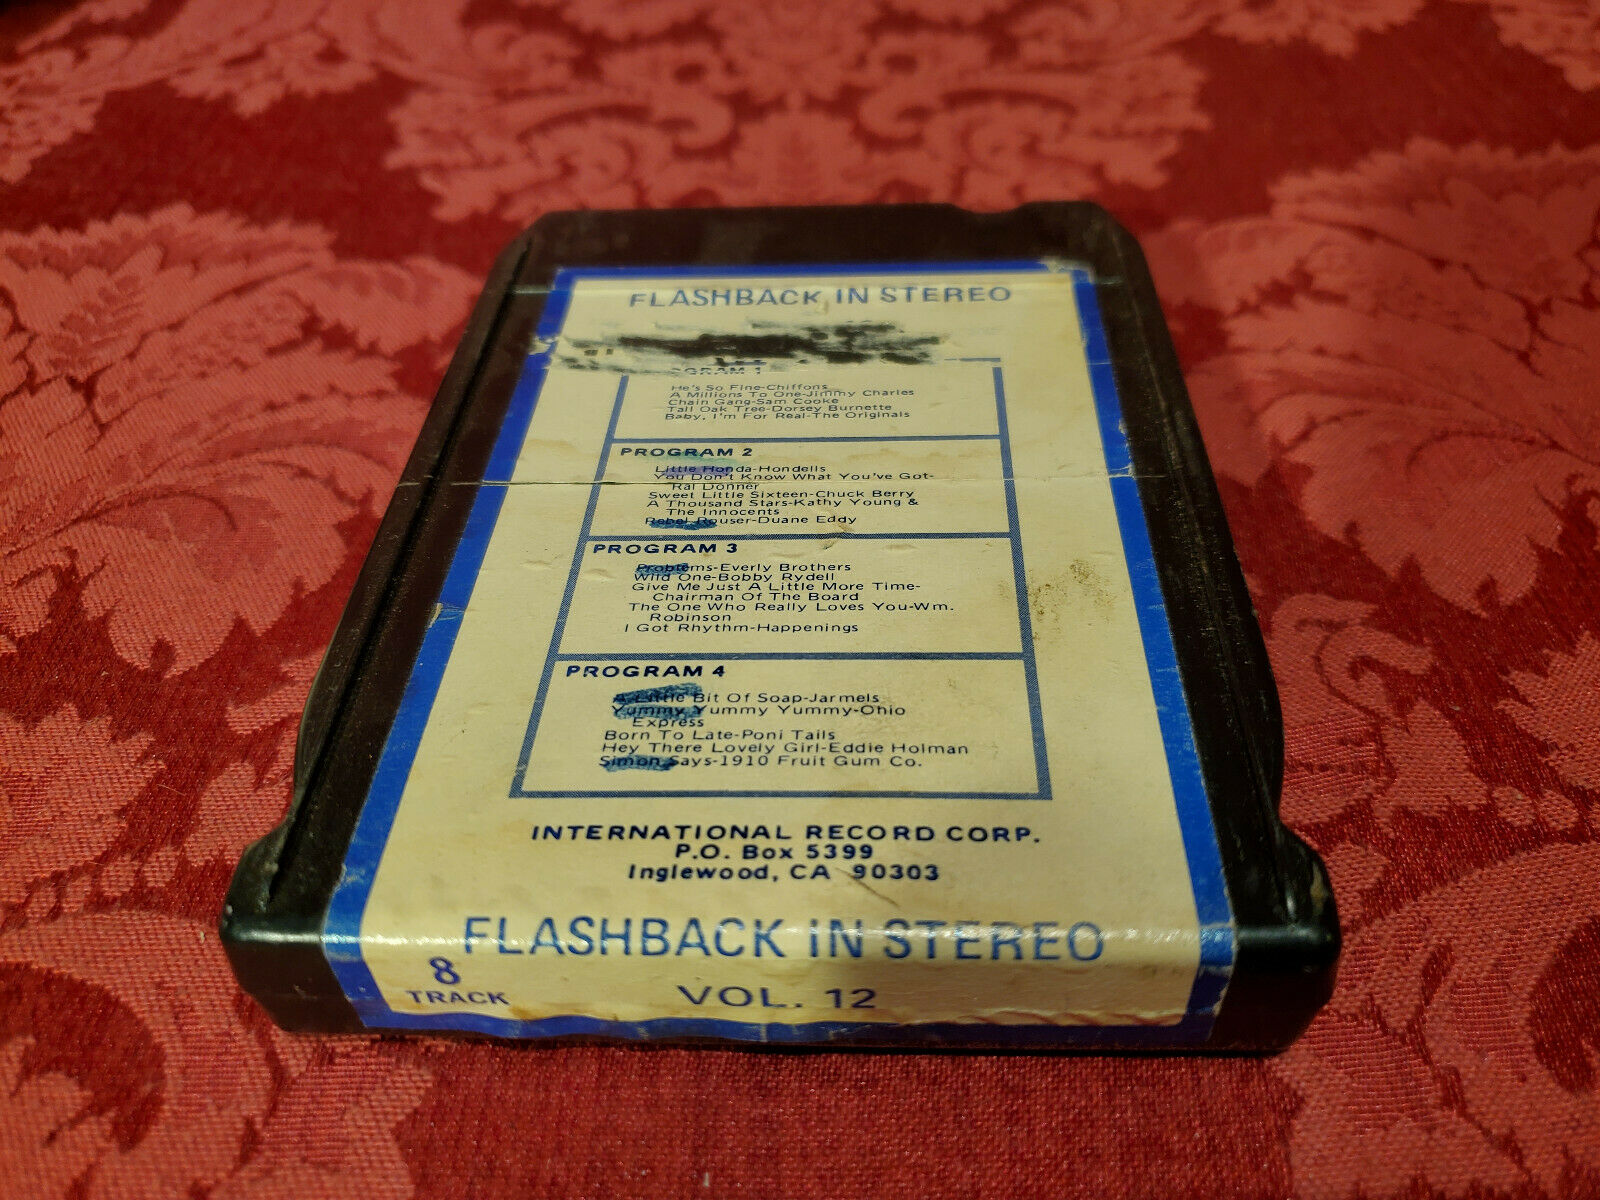 FLASHBACK IN STEREO
PROGRAM 1
He's So Fine-Chiffons
A Millions To One-Jimmy Charles
Chain Gang-Sam Cooke
Tall Oak Tree-Dorsey Burnette
Baby, I'm For Real-The Originals
PROGRAM 2
Little Honda-Hondells
You Don't Know What You've Got-
Ral Donner
Sweet Little Sixteen-Chuck Berry
A Thousand Stars-Kathy Young &
The Innocents
Rebel Rouser-Duane Eddy
PROGRAM 3
Problems-Everly Brothers
Wild One-Bobby Rydell
Give Me Just A Little More Time-
Chairman Of The Board
The One Who Really Loves You-Wm.
Robinson
I Got Rhythm-Happenings
PROGRAM 4
A Little Bit Of Soap-Jarmels
Yummy Yummy Yummy-Ohio
Express
Born To Late-Poni Tails
Hey There Lovely Girl-Eddie Holman
Simon Says-1910 Fruit Gum Co.
INTERNATIONAL RECORD CORP.
P.O. Box 5399
Inglewood, CA 90303
FLASHBACK IN STEREO
8
TRACK VOL. 12